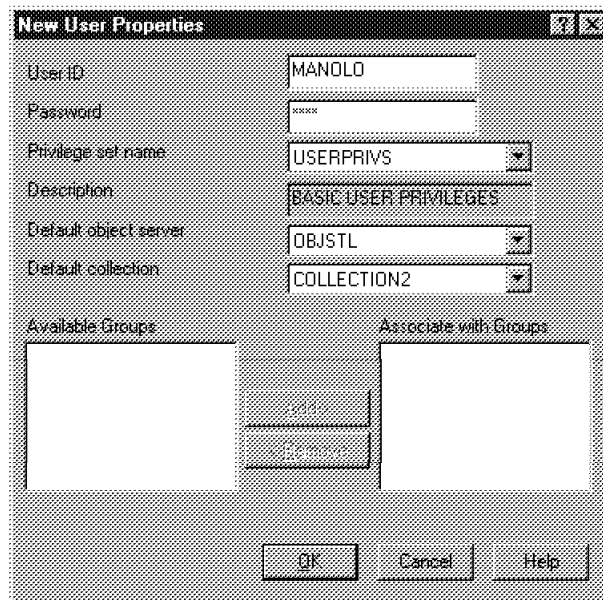 New User Properties
User ID
MANOLO
Password
****
Privilege set name
USERPRIVS
Description
BASIC USER PRIVILEGES
Default object server
OBJSTL
Default collection
COLLECTION2
Available Groups
Associate with Groups
Add >
< Remove
OK
Cancel
Help